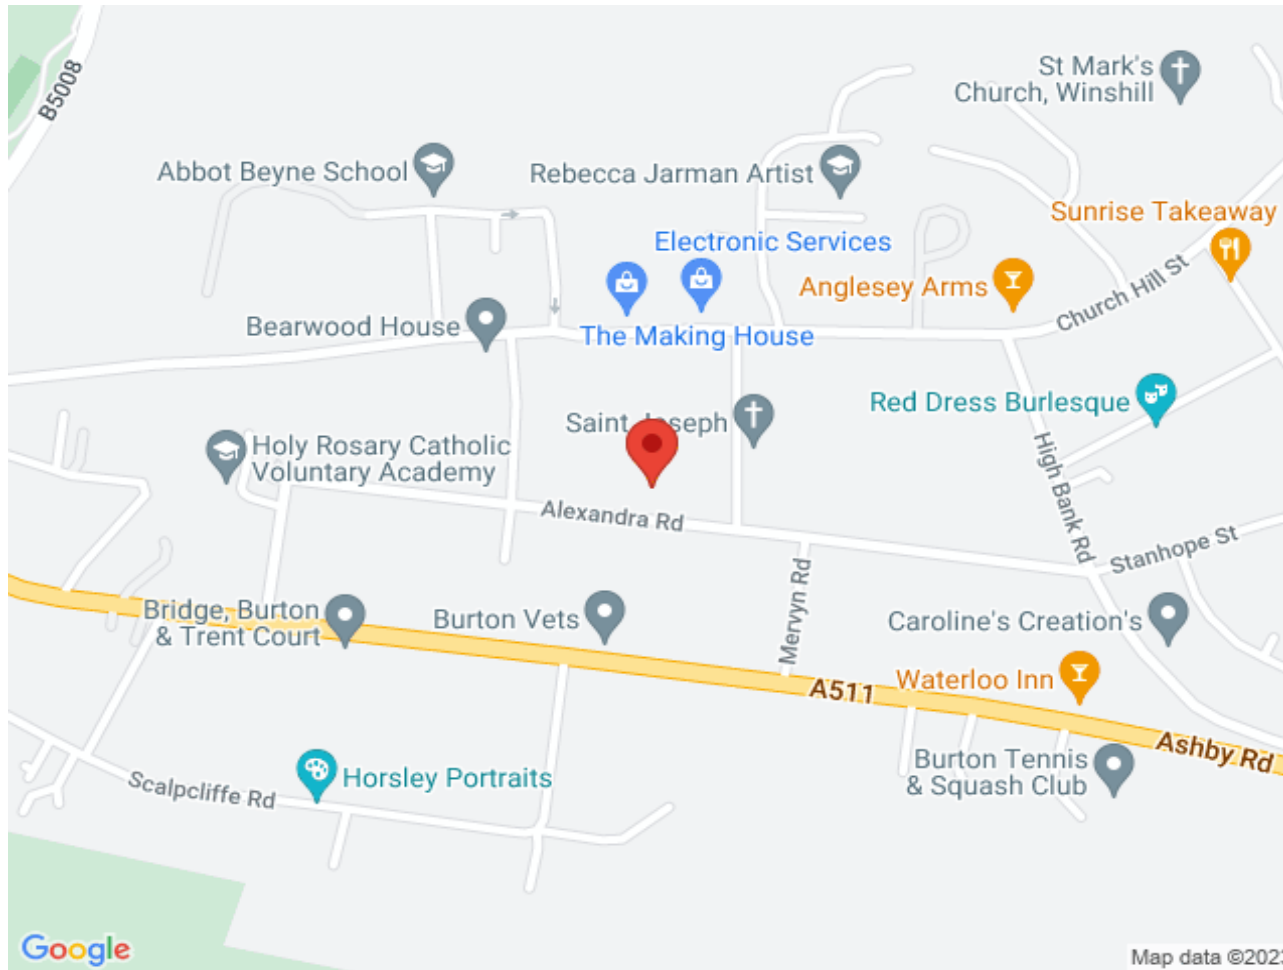 B5008
St Mark's
Church, Winshill
Abbot Beyne School
Rebecca Jarman Artist
Sunrise Takeaway
Electronic Services
Anglesey Arms
Church Hill St
Bearwood House
The Making House
Red Dress Burlesque
Saint Joseph
Holy Rosary Catholic
Voluntary Academy
High Bank Rd
Alexandra Rd
Stanhope St
Mervyn Rd
Bridge, Burton
& Trent Court
Burton Vets
Caroline's Creation's
Waterloo Inn
A511
Ashby Rd
Burton Tennis
& Squash Club
Horsley Portraits
Scalpcliffe Rd
Google
Map data ©202